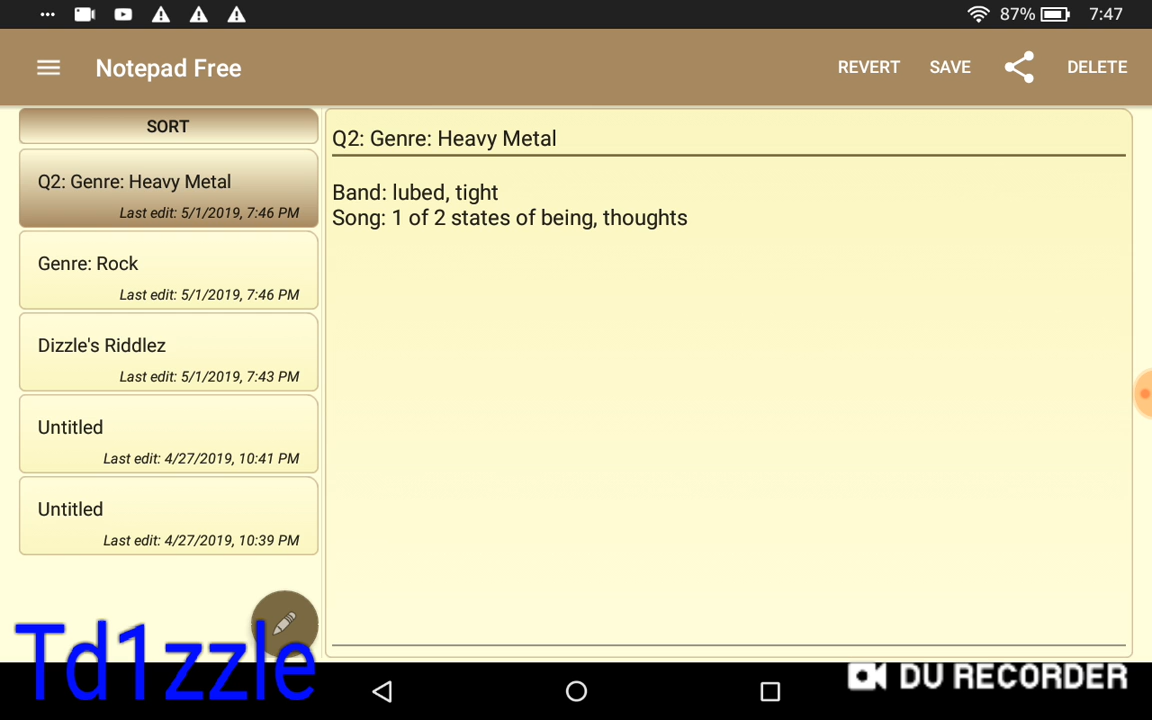 87% 7:47
Notepad Free
REVERT SAVE DELETE
SORT
Q2: Genre: Heavy Metal
Last edit: 5/1/2019, 7:46 PM
Genre: Rock
Last edit: 5/1/2019, 7:46 PM
Dizzle's Riddlez
Last edit: 5/1/2019, 7:43 PM
Untitled
Last edit: 4/27/2019, 10:41 PM
Untitled
Last edit: 4/27/2019, 10:39 PM
Q2: Genre: Heavy Metal
Band: lubed, tight
Song: 1 of 2 states of being, thoughts
Td1zzle
DU RECORDER